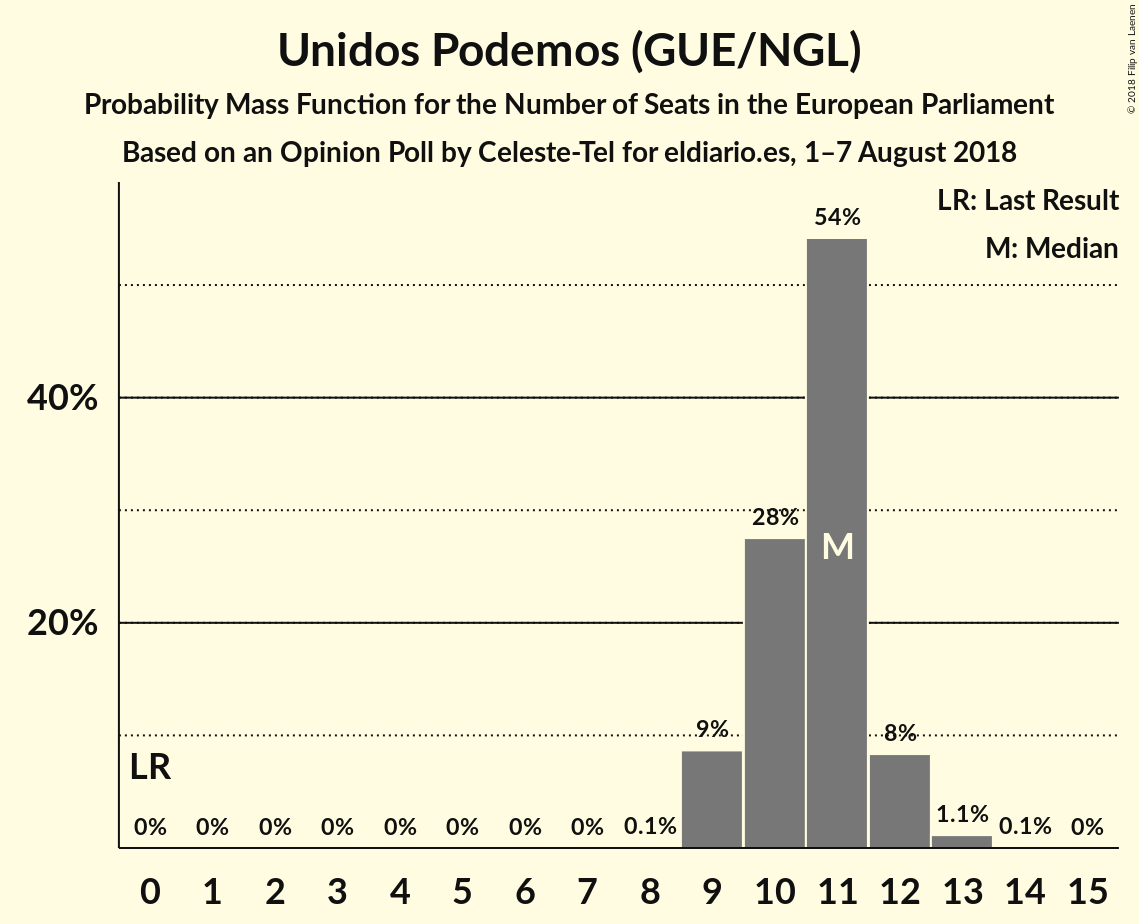 Unidos Podemos (GUE/NGL)
Probability Mass Function for the Number of Seats in the European Parliament
Based on an Opinion Poll by Celeste-Tel for eldiario.es, 1–7 August 2018
© 2018 Filip van Laenen
LR: Last Result
M: Median
54%
40%
28%
M
20%
9%
8%
LR
0% 0% 0% 0% 0% 0% 0% 0% 0.1% 1.1% 0.1% 0%
0 1 2 3 4 5 6 7 8 9 10 11 12 13 14 15